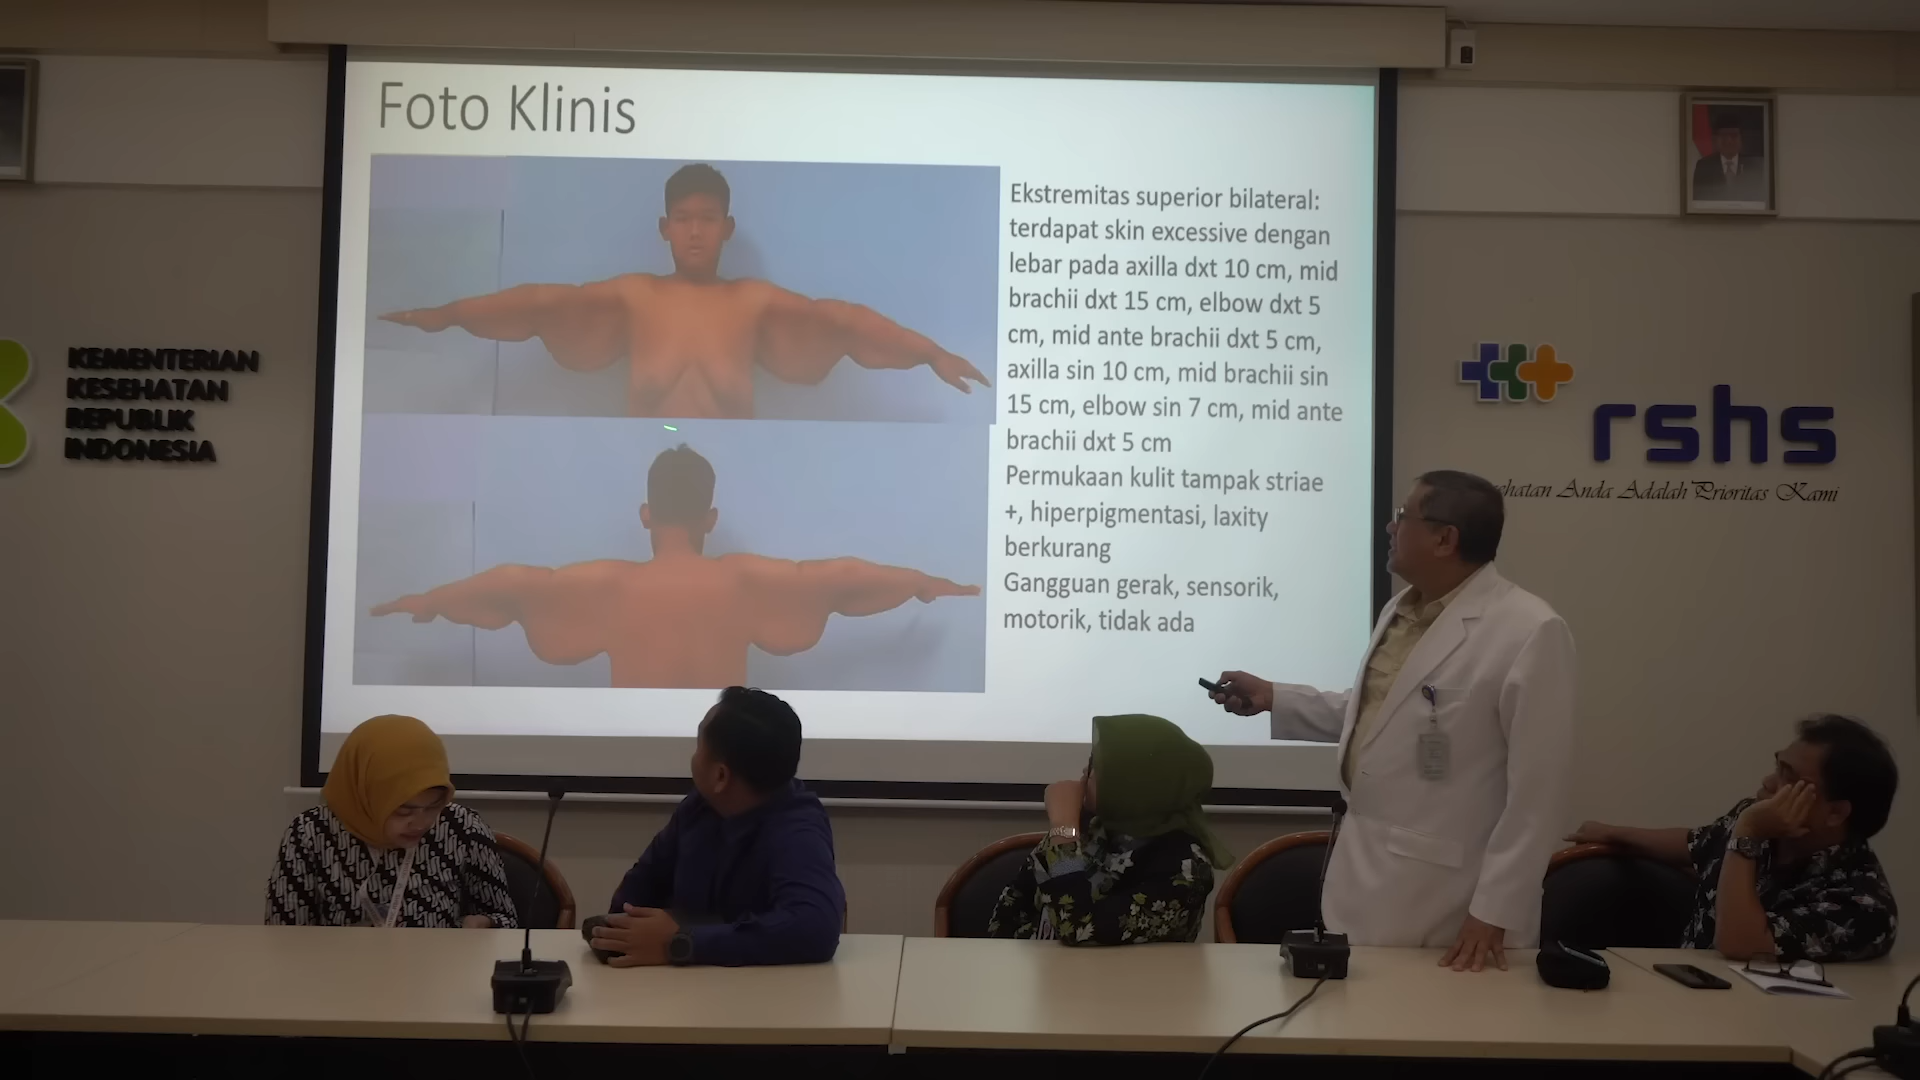 Foto Klinis
Ekstremitas superior bilateral:
terdapat skin excessive dengan
lebar pada axilla dxt 10 cm, mid
brachii dxt 15 cm, elbow dxt 5
cm, mid ante brachii dxt 5 cm,
axilla sin 10 cm, mid brachii sin
15 cm, elbow sin 7 cm, mid ante
brachii dxt 5 cm
Permukaan kulit tampak striae
+, hiperpigmentasi, laxity
berkurang
Gangguan gerak, sensorik,
motorik, tidak ada
KEMENTERIAN
KESEHATAN
REPUBLIK
INDONESIA
rshs
Anda Adalah Prioritas Kami